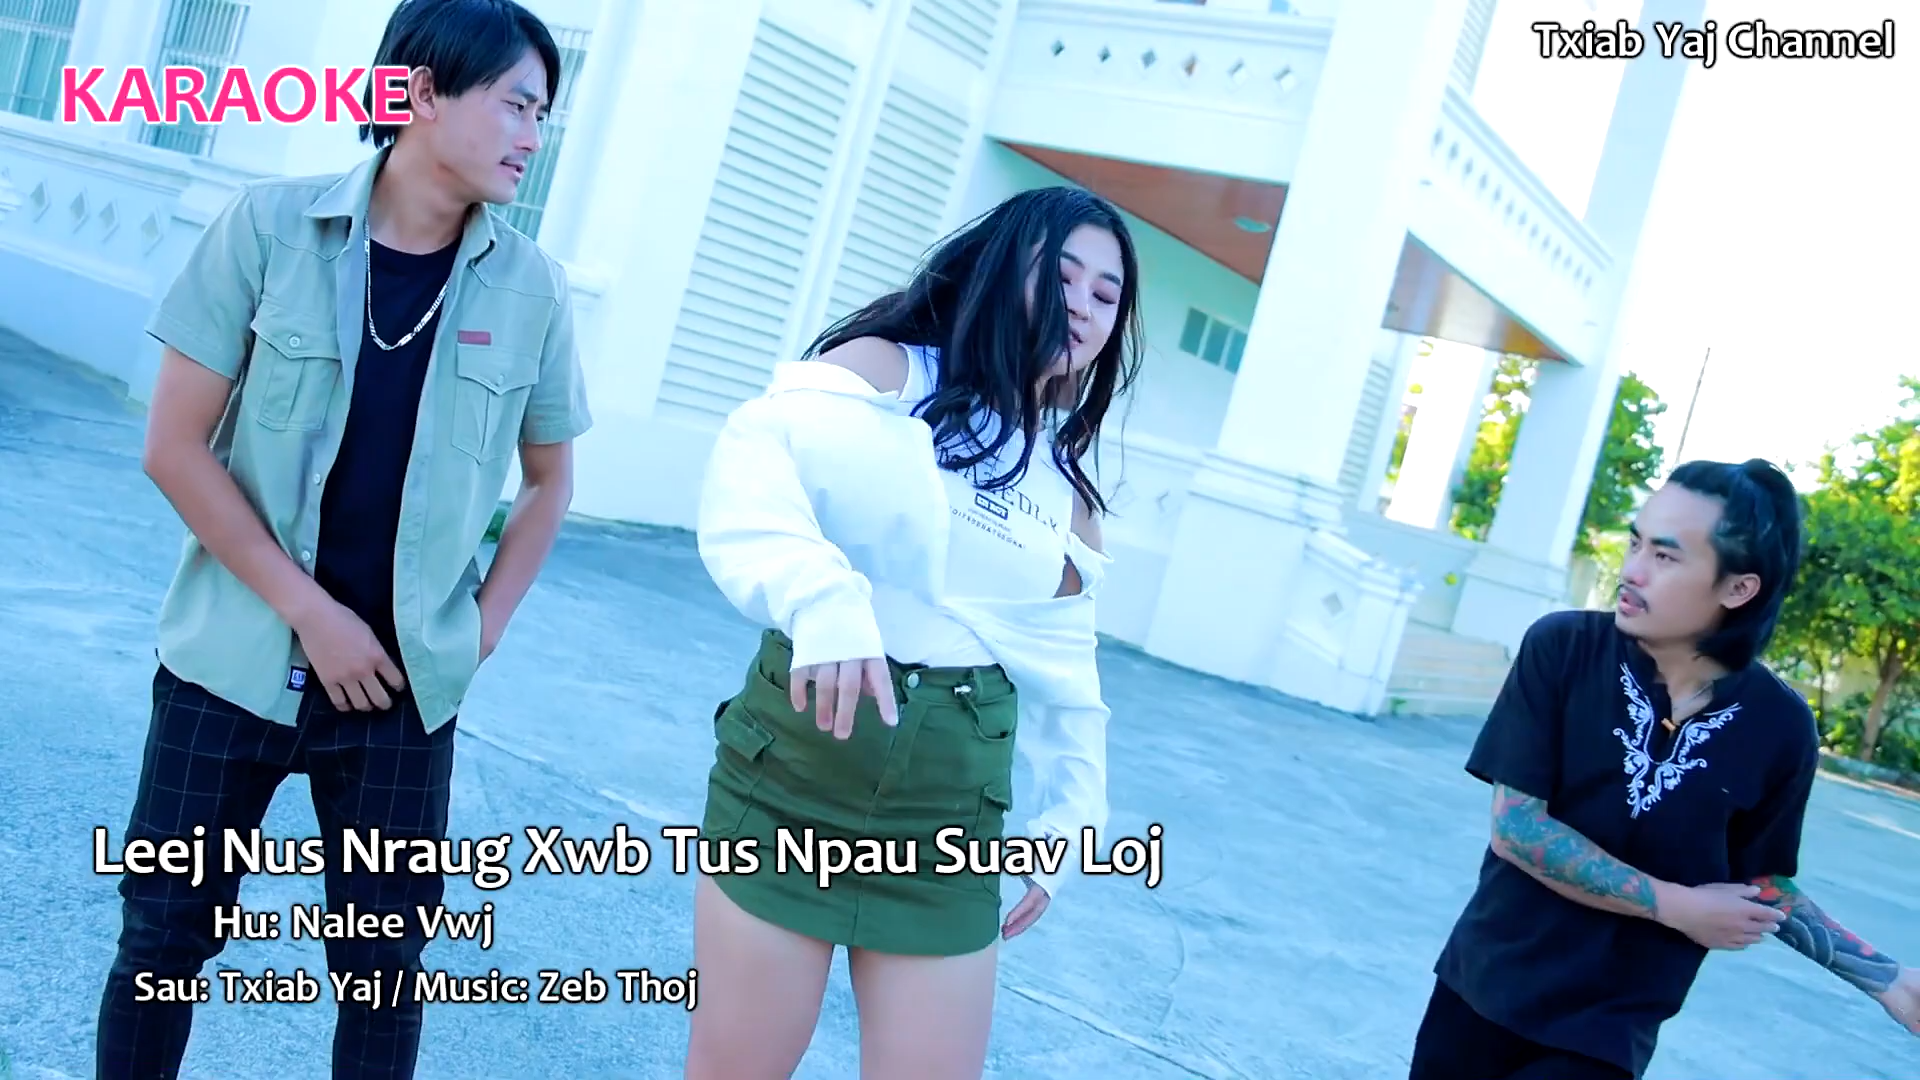 Txiab Yaj Channel
KARAOKE
Leej Nus Nraug Xwb Tus Npau Suav Loj
Hu: Nalee Vwj
Sau: Txiab Yaj / Music: Zeb Thoj